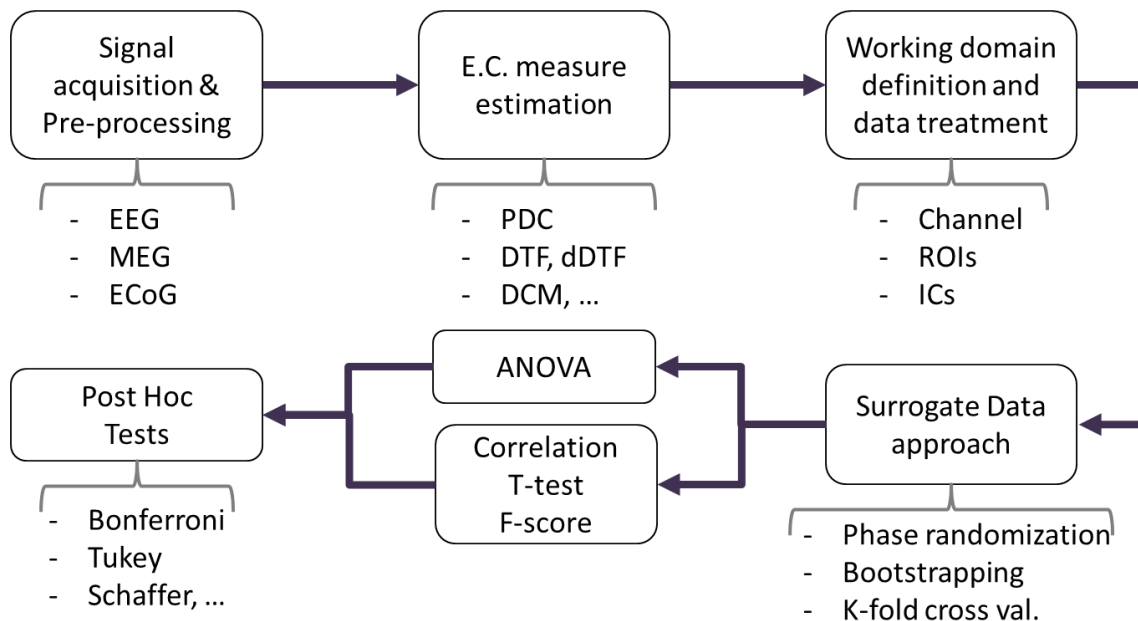 Signal
acquisition &
Pre-processing
- EEG
- MEG
- ECoG
E.C. measure
estimation
- PDC
- DTF, dDTF
- DCM, ...
Working domain
definition and
data treatment
- Channel
- ROIs
- ICs
Surrogate Data
approach
- Phase randomization
- Bootstrapping
- K-fold cross val.
ANOVA
Correlation
T-test
F-score
Post Hoc
Tests
- Bonferroni
- Tukey
- Schaffer, ...